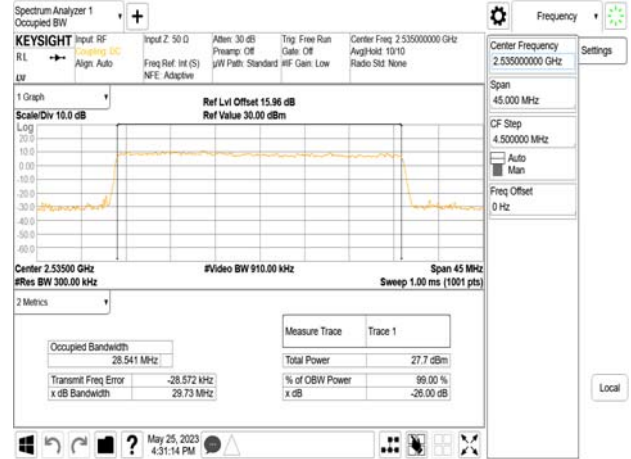 Spectrum Analyzer 1
Occupied BW
Frequency
KEYSIGHT
RL
Input: RF
Coupling: DC
Align: Auto
Input Z: 50 Ω
Freq Ref: Int (S)
NFE: Adaptive
Atten: 30 dB
Preamp: Off
µW Path: Standard
Trig: Free Run
Gate: Off
#IF Gain: Low
Center Freq: 2.535000000 GHz
Avg|Hold: 10/10
Radio Std: None
Center Frequency
2.535000000 GHz
Settings
Span
45.000 MHz
CF Step
4.500000 MHz
Auto
Man
Freq Offset
0 Hz
Local
1 Graph
Scale/Div 10.0 dB
Ref Lvl Offset 15.96 dB
Ref Value 30.00 dBm
Log
20.0
10.0
0.00
-10.0
-20.0
-30.0
-40.0
-50.0
-60.0
Center 2.53500 GHz
#Res BW 300.00 kHz
#Video BW 910.00 kHz
Span 45 MHz
Sweep 1.00 ms (1001 pts)
2 Metrics
Measure Trace Trace 1
Occupied Bandwidth
28.541 MHz
Total Power 27.7 dBm
Transmit Freq Error -28.572 kHz
% of OBW Power 99.00 %
x dB Bandwidth 29.73 MHz
x dB -26.00 dB
?
May 25, 2023
4:31:14 PM